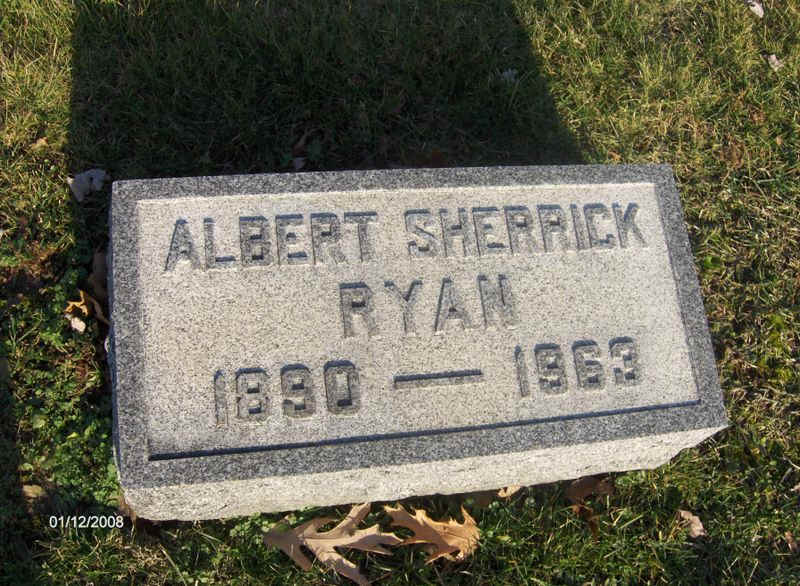 ALBERT SHERRICK
RYAN
1890 — 1963
01/12/2008